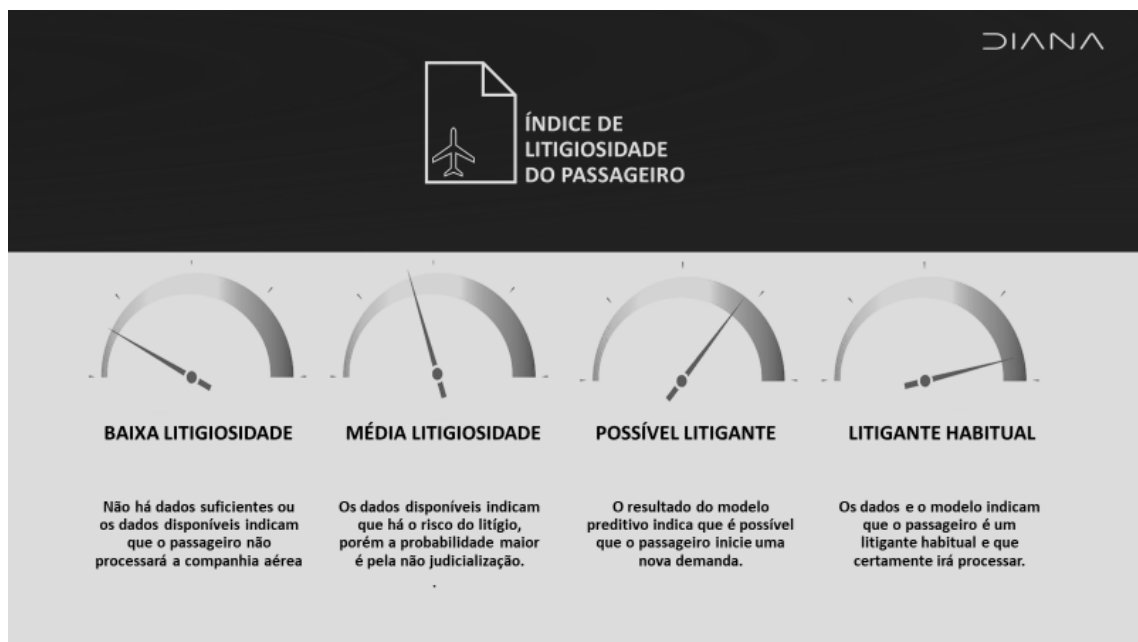 DIANA
ÍNDICE DE
LITIGIOSIDADE
DO PASSAGEIRO
BAIXA LITIGIOSIDADE
Não há dados suficientes ou
os dados disponíveis indicam
que o passageiro não
processará a companhia aérea
MÉDIA LITIGIOSIDADE
Os dados disponíveis indicam
que há o risco do litígio,
porém a probabilidade maior
é pela não judicialização.
.
POSSÍVEL LITIGANTE
O resultado do modelo
preditivo indica que é possível
que o passageiro inicie uma
nova demanda.
LITIGANTE HABITUAL
Os dados e o modelo indicam
que o passageiro é um
litigante habitual e que
certamente irá processar.